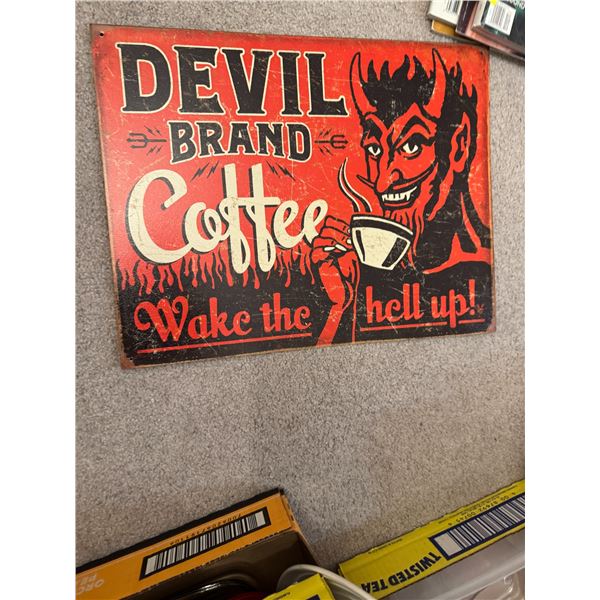 DEVIL
BRAND
Coffee
Wake the hell up!
TWISTED TEA